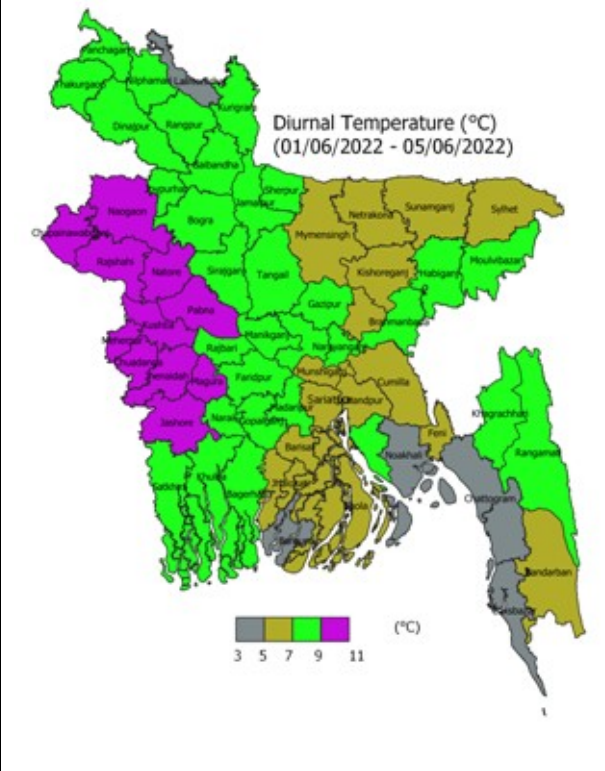 Panchagarh
Nilphamari Lalmonirhat
Thakurgaon
Kurigram
Dinajpur
Rangpur
Diurnal Temperature (°C)
(01/06/2022 - 05/06/2022)
Gaibandha
Joypurhat
Sherpur
Naogaon
Jamalpur
Bogra
Netrakona
Sunamganj
Sylhet
Chapainawabganj
Mymensingh
Rajshahi
Natore
Sirajganj
Tangail
Kishoreganj
Habiganj
Moulvibazar
Pabna
Gazipur
Kushtia
Brahmanbaria
Meherpur
Rajbari
Manikganj
Narayanganj
Chuadanga
Jhenaidah
Magura
Faridpur
Munshiganj
Cumilla
Shariatpur
Chandpur
Madaripur
Jashore
Narail
Gopalganj
Khagrachhari
Feni
Barisal
Noakhali
Rangamati
Satkhira
Khulna
Bagerhat
Jhalokati
Bhola
Chattogram
Bandarban
(°C)
3 5 7 9 11